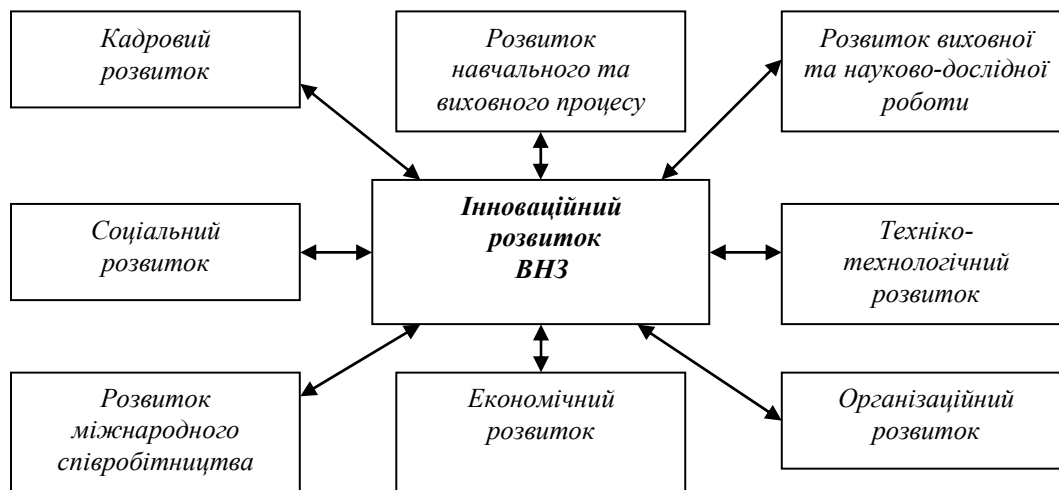 Кадровий
розвиток
Розвиток
навчального та
виховного процесу
Розвиток виховної
та науково-дослідної
роботи
Соціальний
розвиток
Інноваційний
розвиток
ВНЗ
Техніко-
технологічний
розвиток
Розвиток
міжнародного
співробітництва
Економічний
розвиток
Організаційний
розвиток